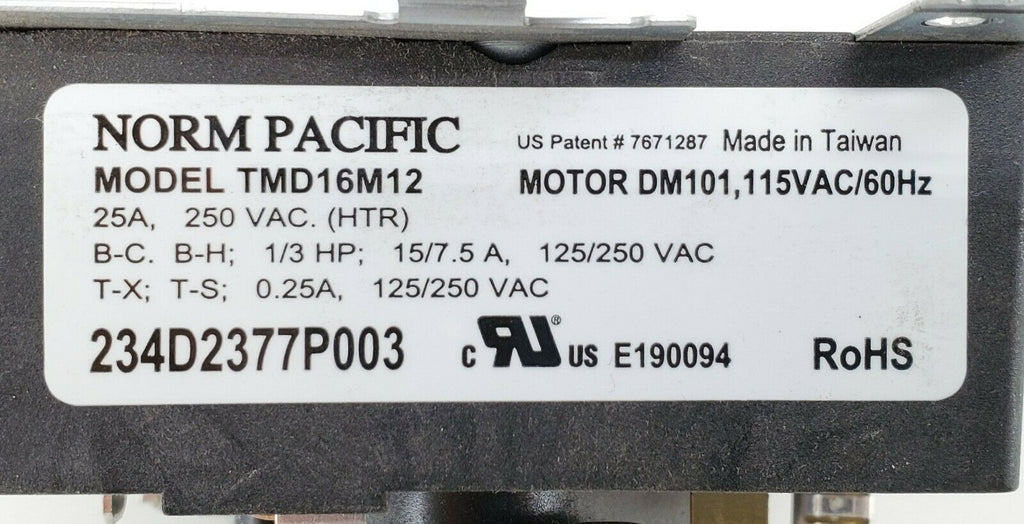 NORM PACIFIC US Patent # 7671287 Made in Taiwan
MODEL TMD16M12 MOTOR DM101,115VAC/60Hz
25A, 250 VAC. (HTR)
B-C. B-H; 1/3 HP; 15/7.5 A, 125/250 VAC
T-X; T-S; 0.25A, 125/250 VAC
234D2377P003 C RU® US E190094 RoHS